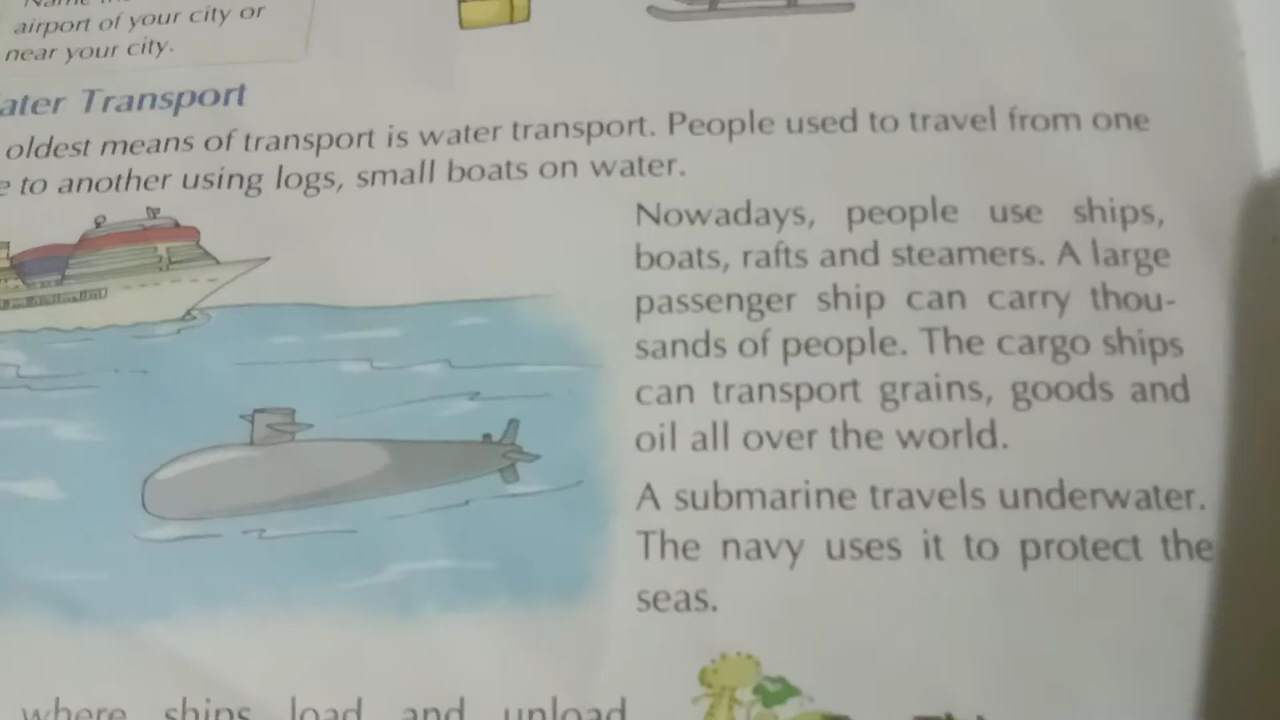 airport of your city or
near your city.
Transport
oldest means of transport is water transport. People used to travel from one
to another using logs, small boats on water.
Nowadays, people use ships,
boats, rafts and steamers. A large
passenger ship can carry thou-
sands of people. The cargo ships
can transport grains, goods and
oil all over the world.
A submarine travels underwater.
The navy uses it to protect the
seas.
where ships load and unload